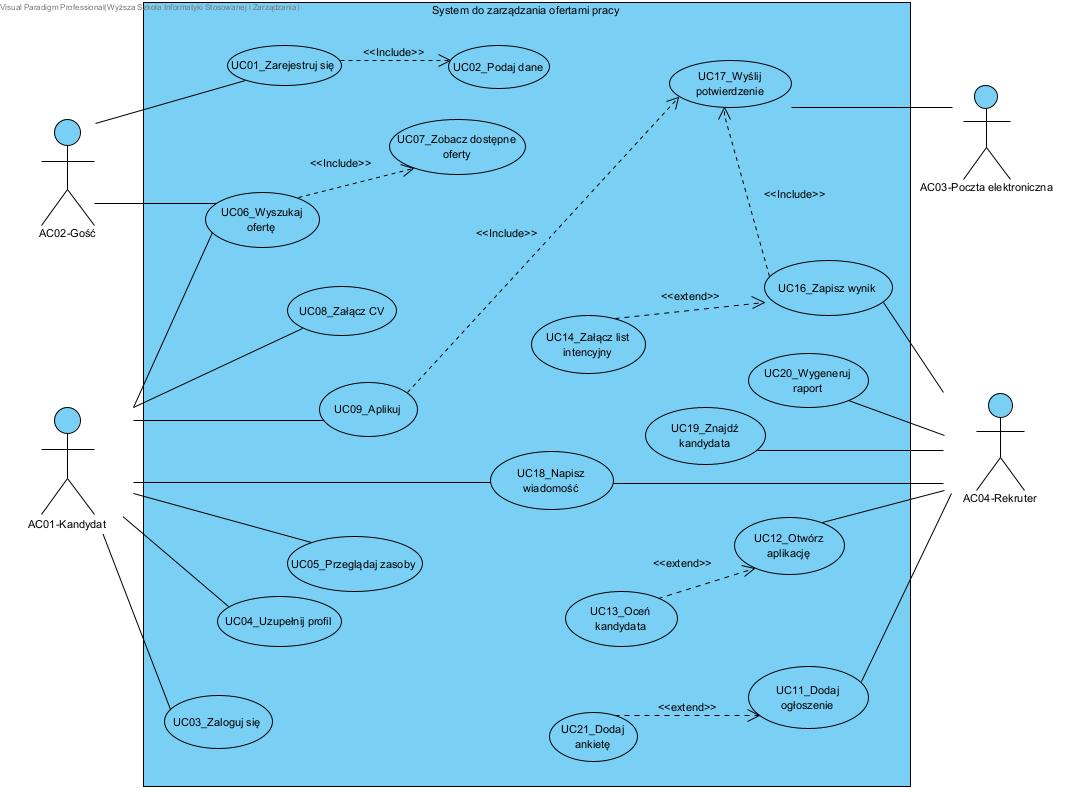 Visual Paradigm Professional(Wyższa Szkoła Informatyki Stosowanej i Zarządzania)
System do zarządzania ofertami pracy
UC01_Zarejestruj się
<<Include>>
UC02_Podaj dane
UC17_Wyślij
potwierdzenie
UC07_Zobacz dostępne
oferty
<<Include>>
AC03-Poczta elektroniczna
<<Include>>
UC06_Wyszukaj
ofertę
AC02-Gość
<<Include>>
UC16_Zapisz wynik
<<extend>>
UC08_Załącz CV
UC14_Załącz list
intencyjny
UC20_Wygeneruj
raport
UC09_Aplikuj
UC19_Znajdź
kandydata
UC18_Napisz
wiadomość
AC04-Rekruter
AC01-Kandydat
UC12_Otwórz
aplikację
<<extend>>
UC05_Przeglądaj zasoby
UC13_Oceń
kandydata
UC04_Uzupełnij profil
UC11_Dodaj
ogłoszenie
<<extend>>
UC03_Zaloguj się
UC21_Dodaj
ankietę